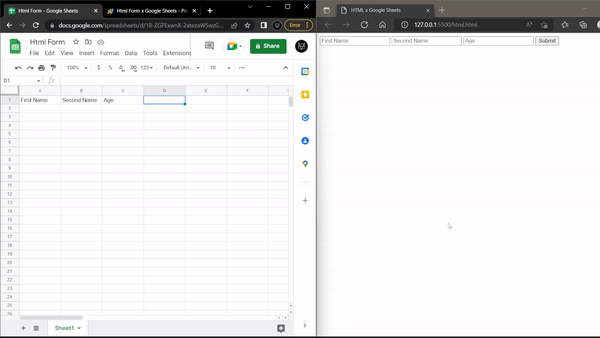 Html Form - Google Sheets
Html Form x Google Sheets - Pro
Error
docs.google.com/spreadsheets/d/18-ZGPExwnX-2atezaWSwzG...
Html Form
File Edit View Insert Format Data Tools Extensions
Share
100% $ % .0 .00 123 Default (Ari... 10
D1 fx
A B C D E F
1 First Name Second Name Age
2
3
4
5
6
7
8
9
10
11
12
13
14
15
16
17
18
19
20
21
22
23
24
25
26
Sheet1
HTML x Google Sheets
127.0.0.1:5500/html.html
First Name Second Name Age Submit